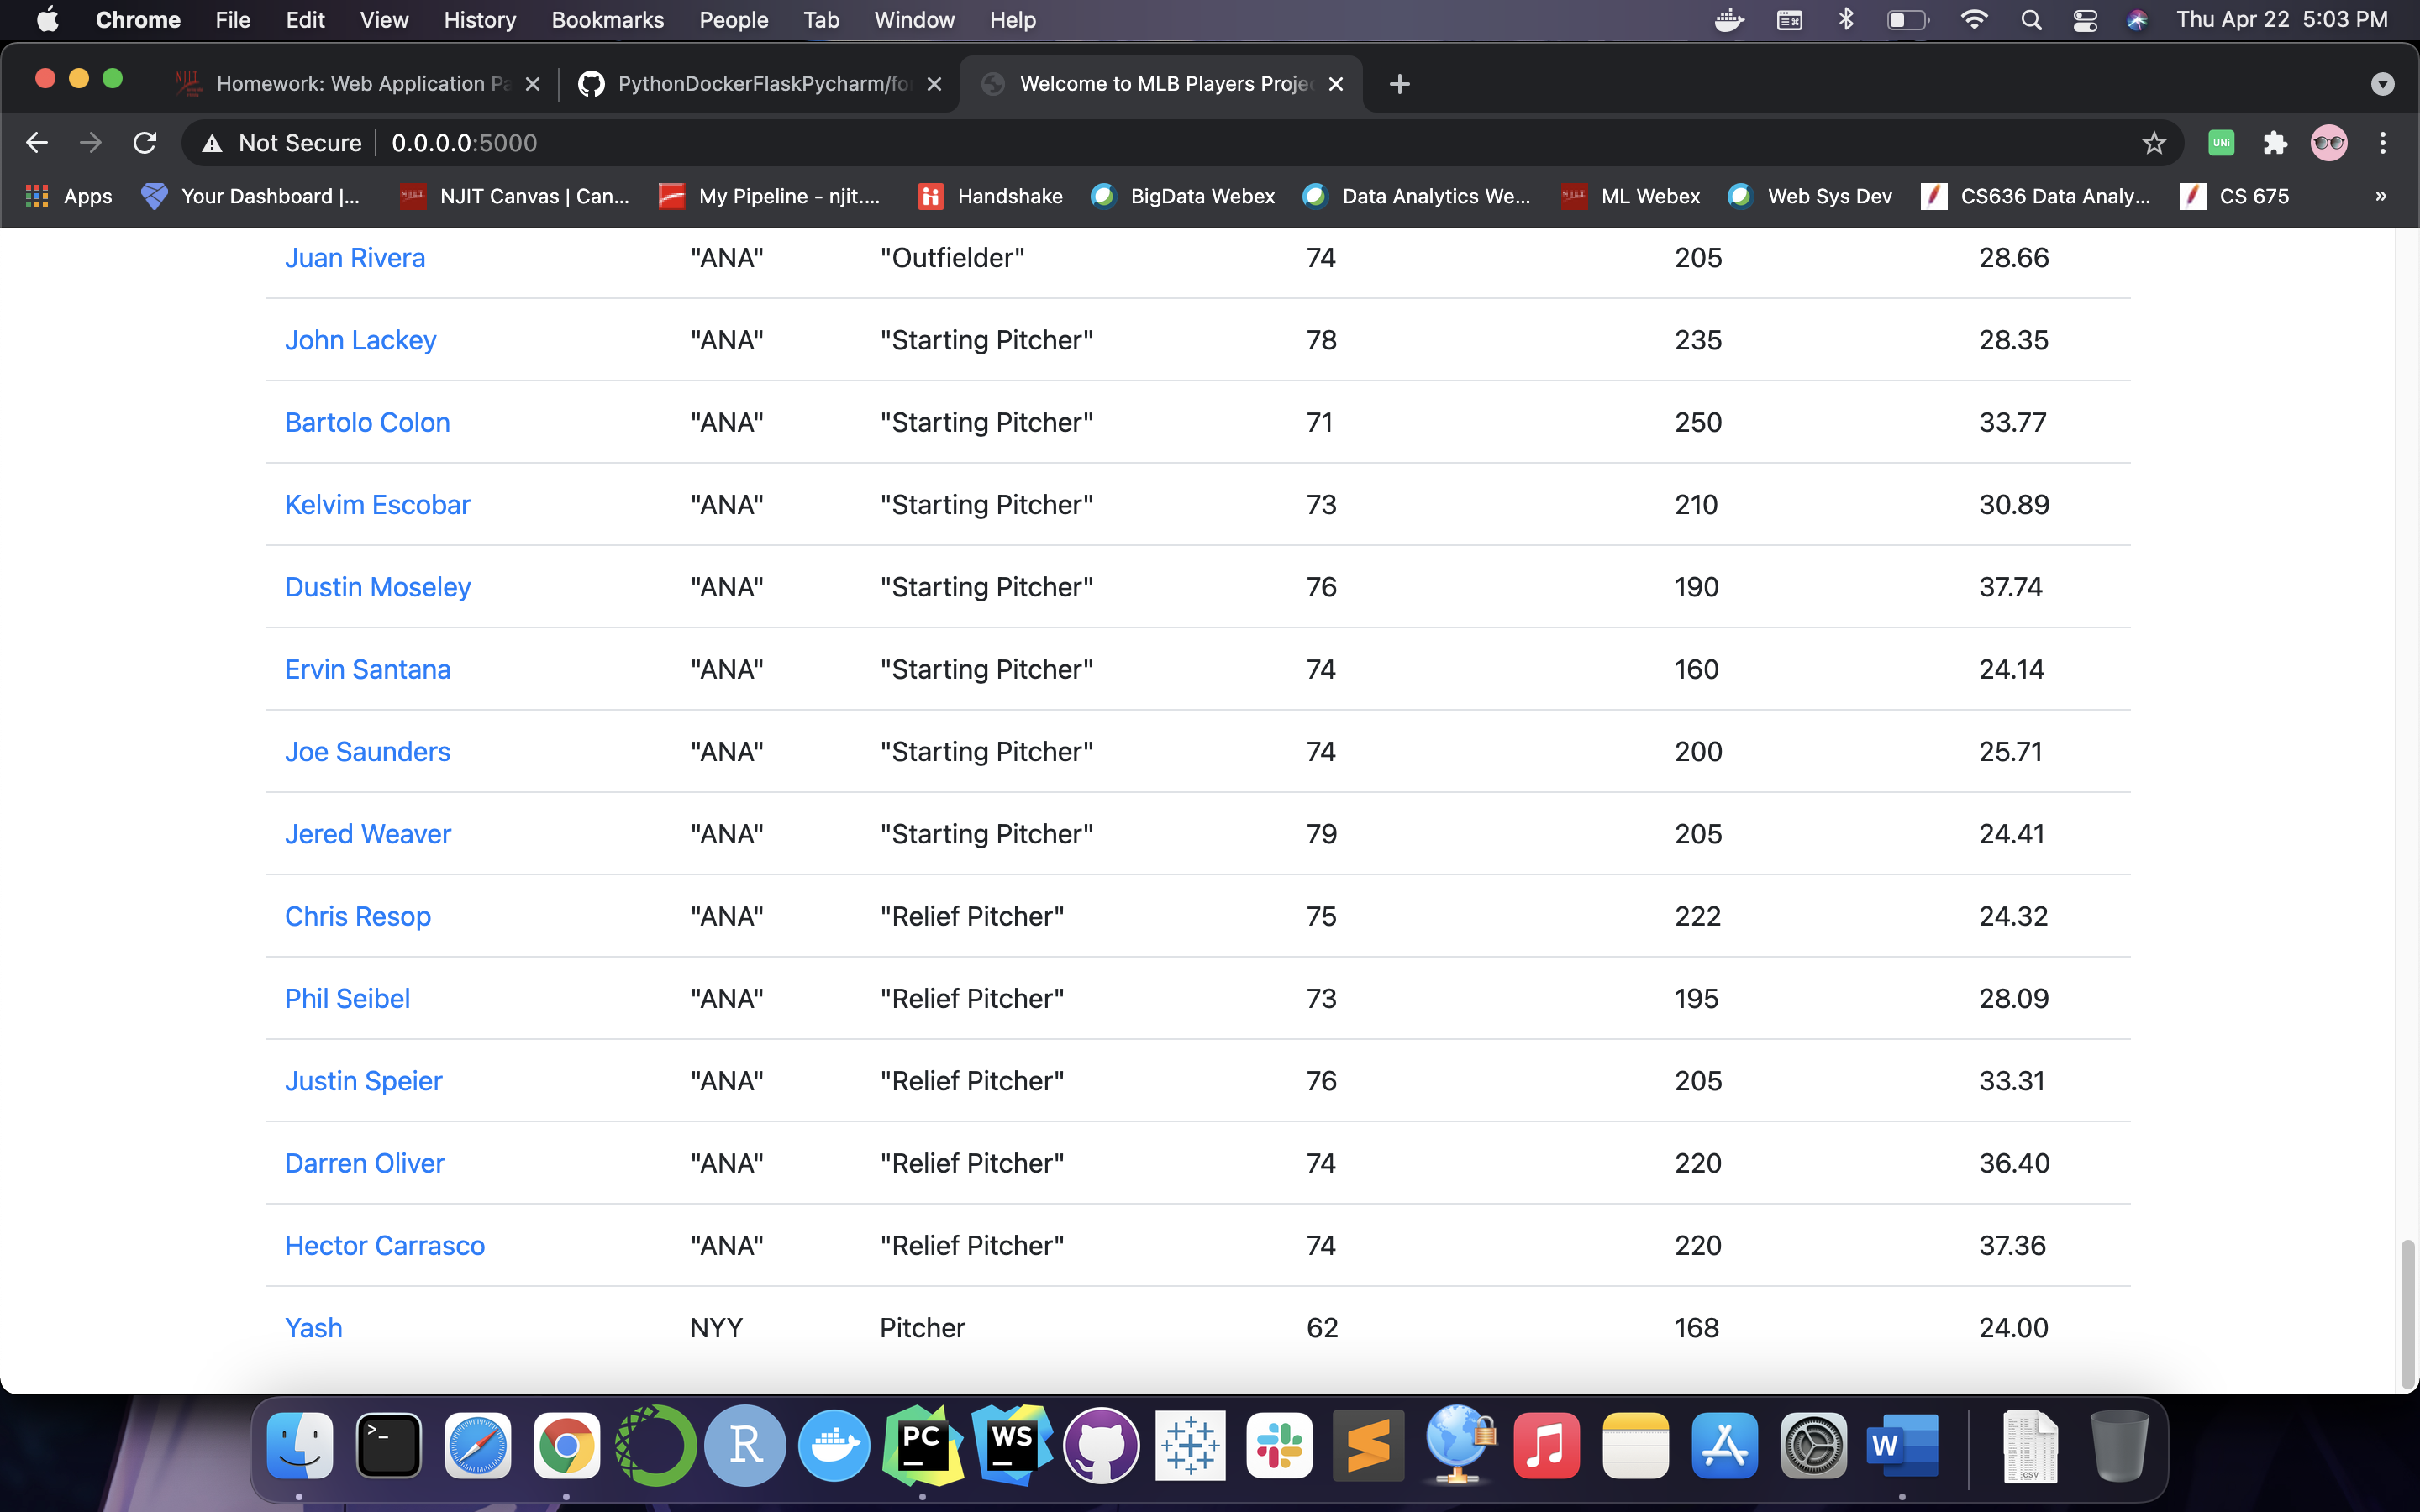 Chrome File Edit View History Bookmarks People Tab Window Help Thu Apr 22 5:03 PM
Homework: Web Application Pa PythonDockerFlaskPycharm/fo Welcome to MLB Players Projec
Not Secure 0.0.0.0:5000 UNi
Apps Your Dashboard |... NJIT Canvas | Can... My Pipeline - njit.... Handshake BigData Webex Data Analytics We... ML Webex Web Sys Dev CS636 Data Analy... CS 675 »
Juan Rivera "ANA" "Outfielder" 74 205 28.66
John Lackey "ANA" "Starting Pitcher" 78 235 28.35
Bartolo Colon "ANA" "Starting Pitcher" 71 250 33.77
Kelvim Escobar "ANA" "Starting Pitcher" 73 210 30.89
Dustin Moseley "ANA" "Starting Pitcher" 76 190 37.74
Ervin Santana "ANA" "Starting Pitcher" 74 160 24.14
Joe Saunders "ANA" "Starting Pitcher" 74 200 25.71
Jered Weaver "ANA" "Starting Pitcher" 79 205 24.41
Chris Resop "ANA" "Relief Pitcher" 75 222 24.32
Phil Seibel "ANA" "Relief Pitcher" 73 195 28.09
Justin Speier "ANA" "Relief Pitcher" 76 205 33.31
Darren Oliver "ANA" "Relief Pitcher" 74 220 36.40
Hector Carrasco "ANA" "Relief Pitcher" 74 220 37.36
Yash NYY Pitcher 62 168 24.00
>_ R PC WS W CSV